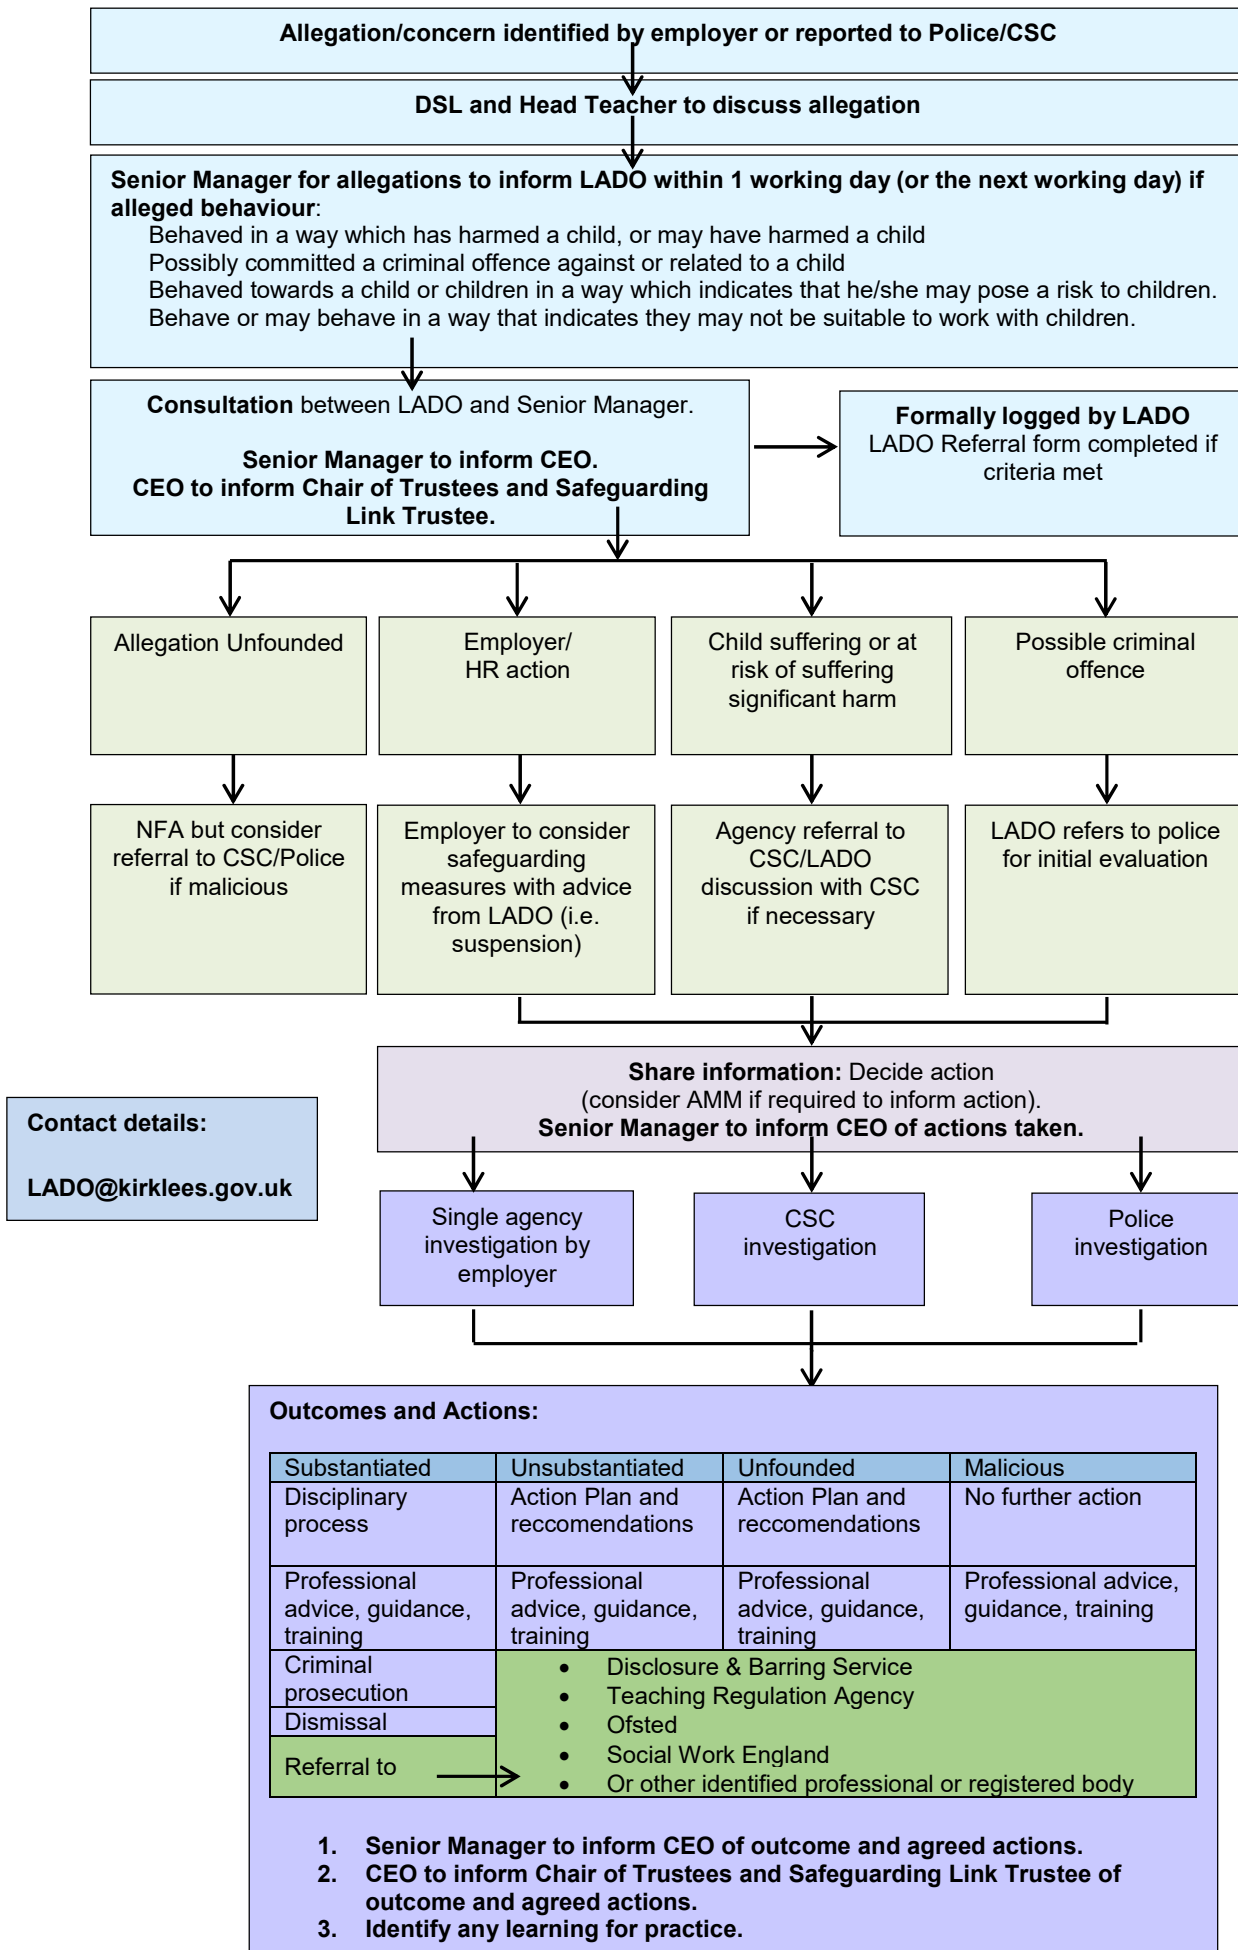 Allegation/concern identified by employer or reported to Police/CSC
DSL and Head Teacher to discuss allegation
Senior Manager for allegations to inform LADO within 1 working day (or the next working day) if
alleged behaviour:
Behaved in a way which has harmed a child, or may have harmed a child
Possibly committed a criminal offence against or related to a child
Behaved towards a child or children in a way which indicates that he/she may pose a risk to children.
Behave or may behave in a way that indicates they may not be suitable to work with children.
Consultation between LADO and Senior Manager.
Senior Manager to inform CEO.
CEO to inform Chair of Trustees and Safeguarding
Link Trustee.
Formally logged by LADO
LADO Referral form completed if
criteria met
Allegation Unfounded
Employer/
HR action
Child suffering or at
risk of suffering
significant harm
Possible criminal
offence
NFA but consider
referral to CSC/Police
if malicious
Employer to consider
safeguarding
measures with advice
from LADO (i.e.
suspension)
Agency referral to
CSC/LADO
discussion with CSC
if necessary
LADO refers to police
for initial evaluation
Share information: Decide action
(consider AMM if required to inform action).
Senior Manager to inform CEO of actions taken.
Contact details:
LADO@kirklees.gov.uk
Single agency
investigation by
employer
CSC
investigation
Police
investigation
Outcomes and Actions:
Substantiated
Unsubstantiated
Unfounded
Malicious
Disciplinary
process
Action Plan and
reccomendations
Action Plan and
reccomendations
No further action
Professional
advice, guidance,
training
Professional
advice, guidance,
training
Professional
advice, guidance,
training
Professional advice,
guidance, training
Criminal
prosecution
Dismissal
Referral to
• Disclosure & Barring Service
• Teaching Regulation Agency
• Ofsted
• Social Work England
• Or other identified professional or registered body
1. Senior Manager to inform CEO of outcome and agreed actions.
2. CEO to inform Chair of Trustees and Safeguarding Link Trustee of
outcome and agreed actions.
3. Identify any learning for practice.